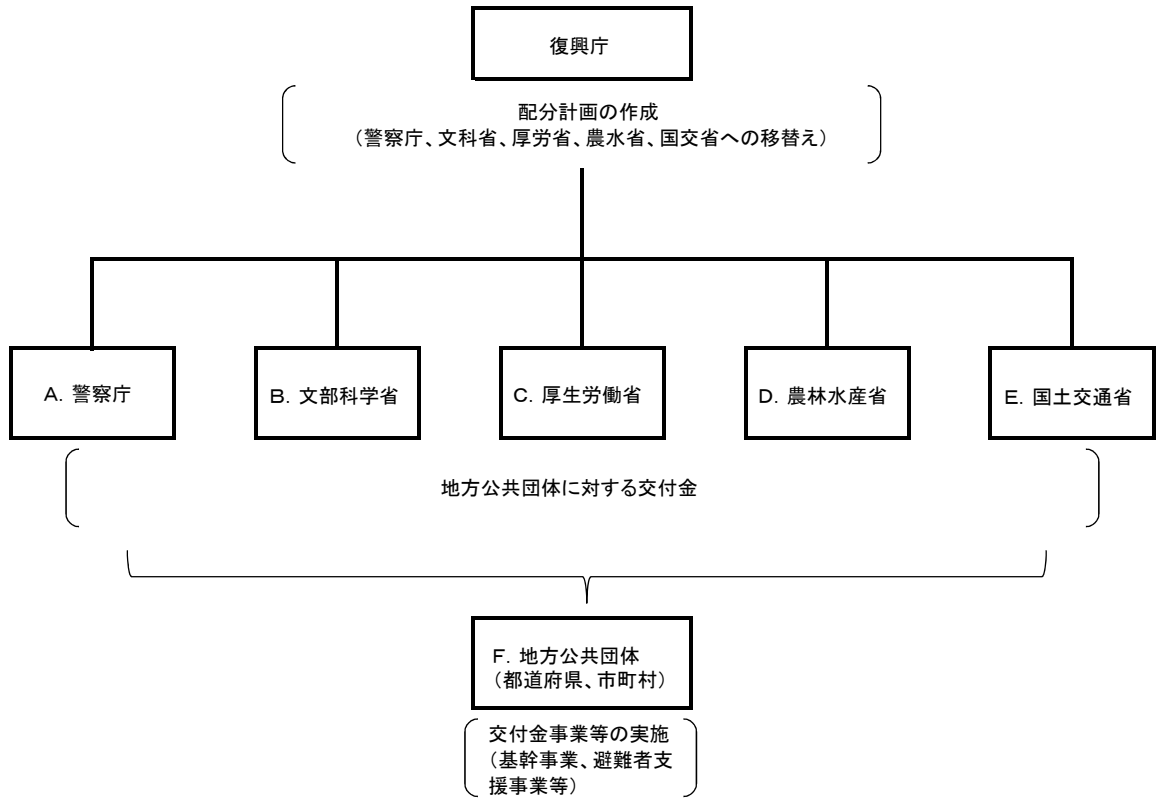 復興庁
配分計画の作成
（警察庁、文科省、厚労省、農水省、国交省への移替え）
A. 警察庁
B. 文部科学省
C. 厚生労働省
D. 農林水産省
E. 国土交通省
地方公共団体に対する交付金
F. 地方公共団体
（都道府県、市町村）
交付金事業等の実施
（基幹事業、避難者支
援事業等）